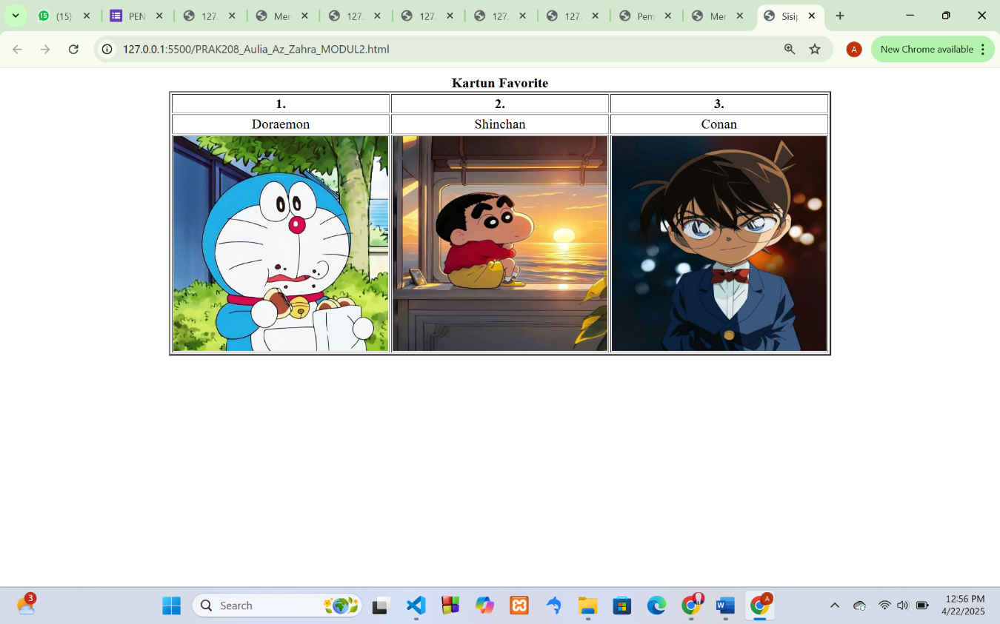 (15) PEN 127. Mer 127. 127. 127. 127. Pem Mer Sisip
127.0.0.1:5500/PRAK208_Aulia_Az_Zahra_MODUL2.html A New Chrome available
Kartun Favorite
1. 2. 3.
Doraemon Shinchan Conan
3 Search 12:56 PM
4/22/2025